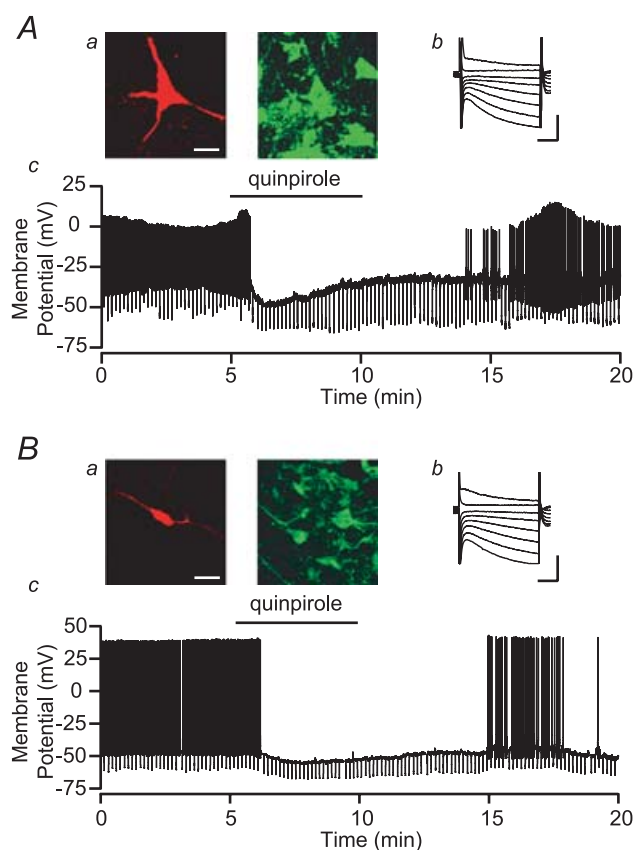 A
a
b
c
quinpirole
25
0
-25
-50
-75
Membrane
Potential (mV)
0 5 10 15 20
Time (min)
B
a
b
c
quinpirole
50
25
0
-25
-50
-75
Membrane
Potential (mV)
0 5 10 15 20
Time (min)